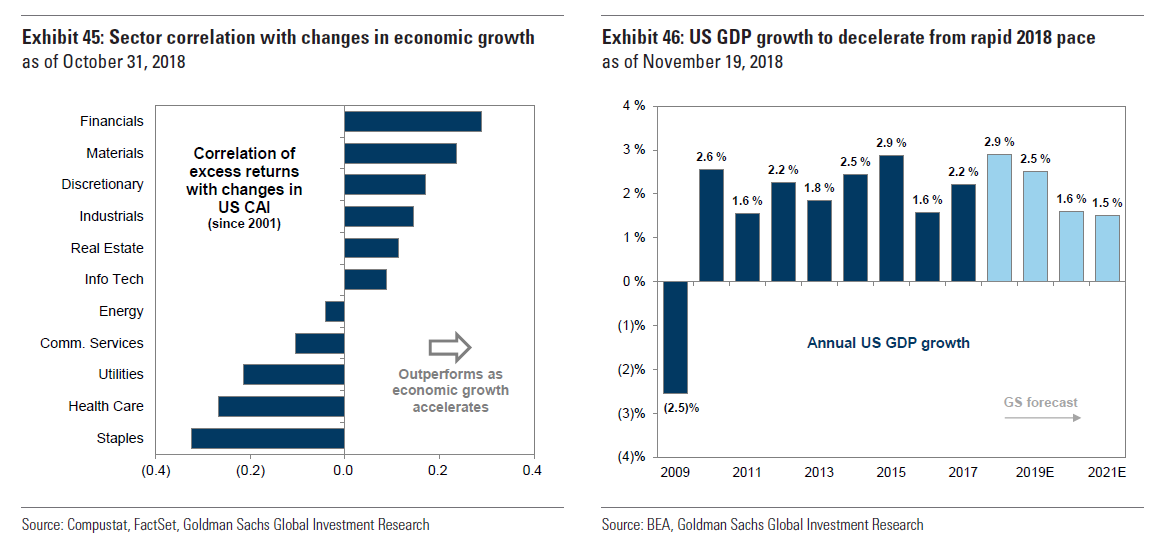 Exhibit 45: Sector correlation with changes in economic growth
as of October 31, 2018
Financials
Materials
Discretionary
Industrials
Real Estate
Info Tech
Energy
Comm. Services
Utilities
Health Care
Staples
Correlation of
excess returns
with changes in
US CAI
(since 2001)
Outperforms as
economic growth
accelerates
(0.4) (0.2) 0.0 0.2 0.4
Source: Compustat, FactSet, Goldman Sachs Global Investment Research
Exhibit 46: US GDP growth to decelerate from rapid 2018 pace
as of November 19, 2018
4 %
3 %
2 %
1 %
0 %
(1)%
(2)%
(3)%
(4)%
(2.5)%
2.6 %
1.6 %
2.2 %
1.8 %
2.5 %
2.9 %
1.6 %
2.2 %
2.9 %
2.5 %
1.6 %
1.5 %
Annual US GDP growth
GS forecast
2009 2011 2013 2015 2017 2019E 2021E
Source: BEA, Goldman Sachs Global Investment Research